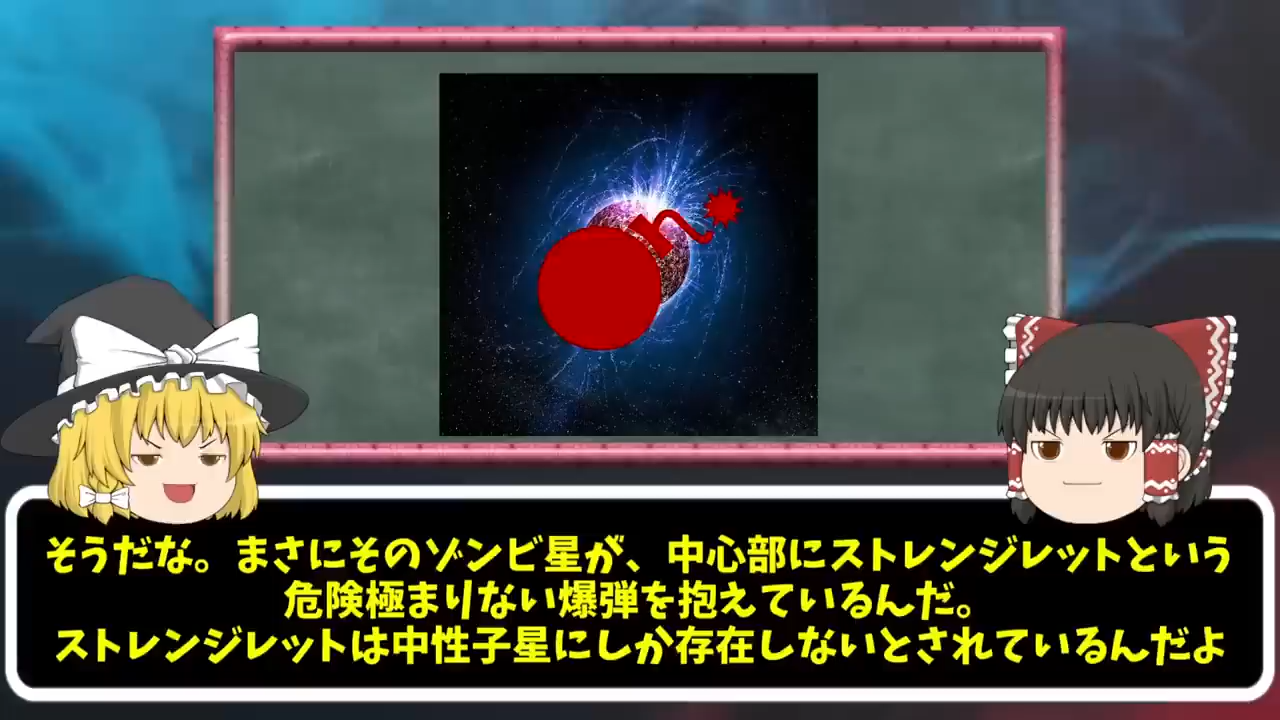 そうだな。まさにそのゾンビ星が、中心部にストレンジレットという
危険極まりない爆弾を抱えているんだ。
ストレンジレットは中性子星にしか存在しないとされているんだよ